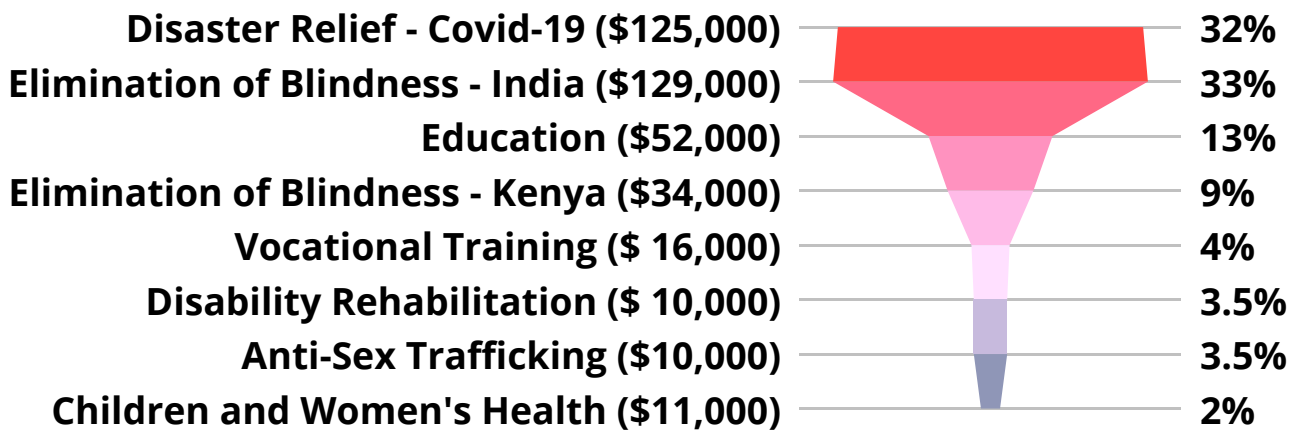 Disaster Relief - Covid-19 ($125,000) 32%
Elimination of Blindness - India ($129,000) 33%
Education ($52,000) 13%
Elimination of Blindness - Kenya ($34,000) 9%
Vocational Training ($ 16,000) 4%
Disability Rehabilitation ($ 10,000) 3.5%
Anti-Sex Trafficking ($10,000) 3.5%
Children and Women's Health ($11,000) 2%